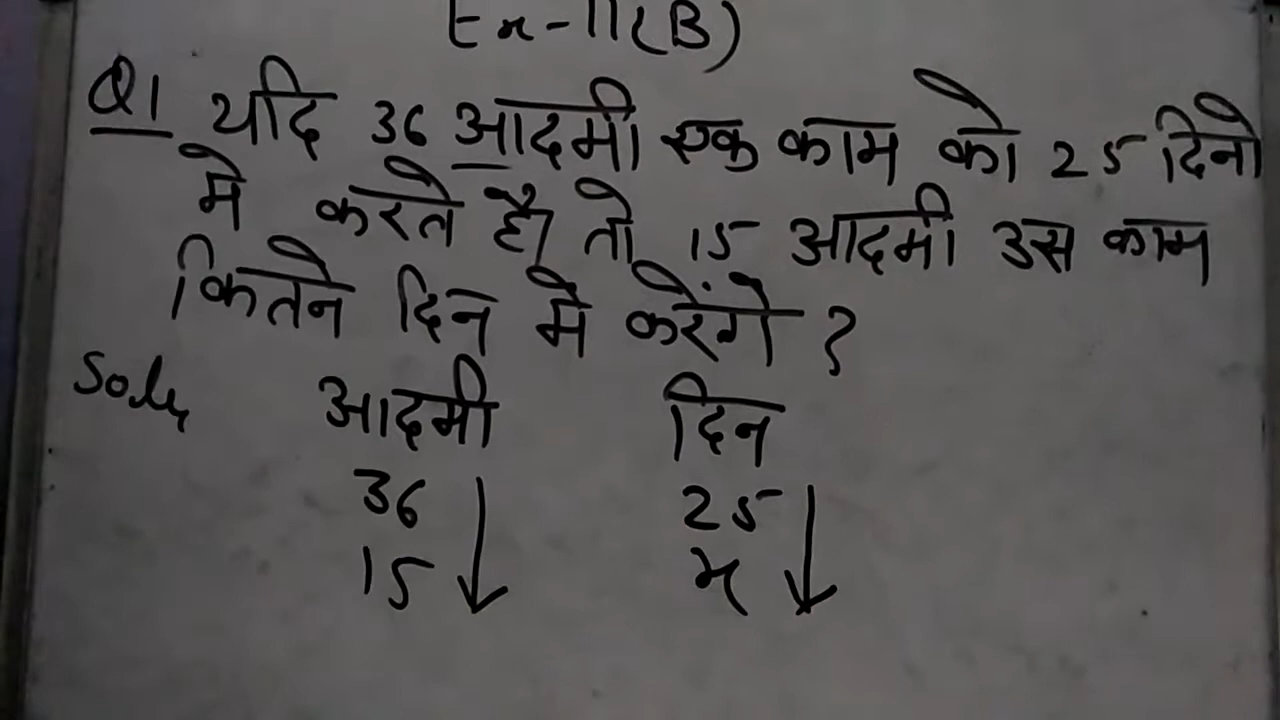 Ex-11(B)
Q1 यदि 36 आदमी एक काम को 25 दिनो
मे करते है तो 15 आदमी उस काम
कितने दिन मे करेंगे ?
Soln आदमी दिन
36 25
15 x